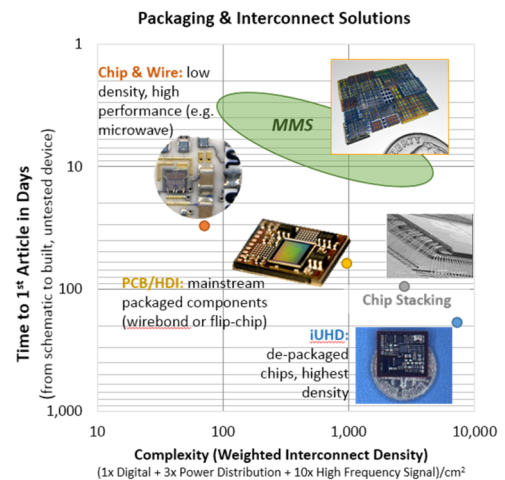 Packaging & Interconnect Solutions
1
Chip & Wire: low
density, high
performance (e.g.
microwave)
MMS
10
PCB/HDI: mainstream
packaged components
(wirebond or flip-chip)
100
Chip Stacking
iUHD:
de-packaged
chips, highest
density
1,000
10
100
1,000
10,000
Time to 1st Article in Days
(from schematic to built, untested device)
Complexity (Weighted Interconnect Density)
(1x Digital + 3x Power Distribution + 10x High Frequency Signal)/cm²